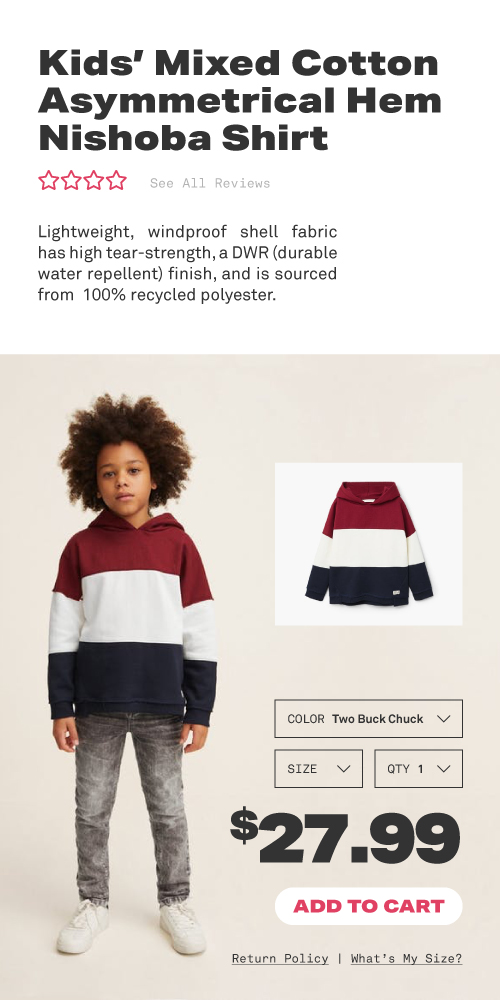 Kids’ Mixed Cotton
Asymmetrical Hem
Nishoba Shirt
See All Reviews
Lightweight, windproof shell fabric
has high tear-strength, a DWR (durable
water repellent) finish, and is sourced
from 100% recycled polyester.
COLOR Two Buck Chuck
SIZE
QTY 1
$27.99
ADD TO CART
Return Policy | What’s My Size?